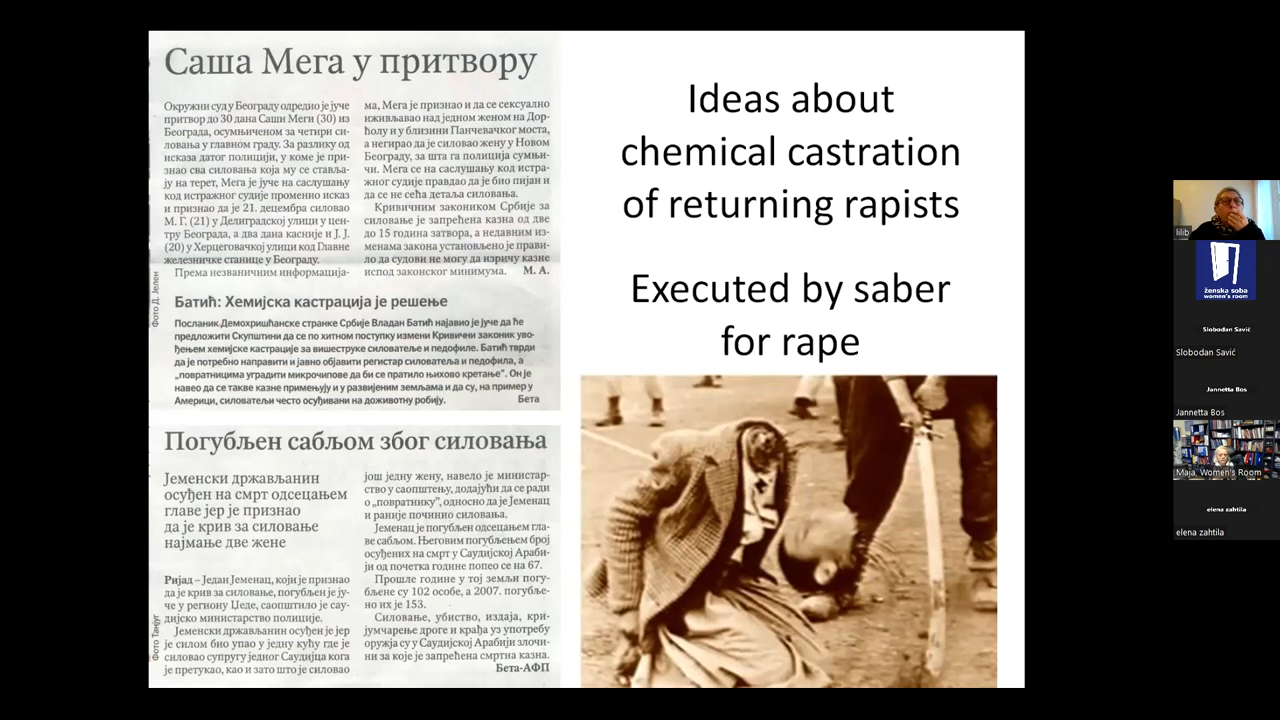 Саша Мега у притвору
Окружни суд у Београду одредио је јуче
притвор до 30 дана Саши Меги (30) из
Београда, осумњиченом за четири си-
ловања у главном граду. За разлику од
исказа датог полицији, у коме је при-
знао сва силовања која му се ставља-
ју на терет, Мега је јуче на саслушању
код истражног судије променио исказ
и признао да је 21. децембра силовао
М. Г. (21) у Делиградској улици у цен-
тру Београда, а два дана касније и Ј. Ј.
(20) у Херцеговачкој улици код Главне
железничке станице у Београду.
Према незваничним информација-
ма, Мега је признао и да се сексуално
иживљавао над једном женом на Дор-
ћолу и у близини Панчевачког моста,
а негирао да је силовао жену у Новом
Београду, за шта га полиција сумњи-
чи. Мега се на саслушању код истра-
жног судије правдао да је био пијан и
да се не сећа детаља силовања.
Кривичним закоником Србије за
силовање је запрећена казна од две
до 15 година затвора, а недавним из-
менама закона установљено је прави-
ло да судови не могу да изричу казне
испод законског минимума. М. А.
Фото Д. Јелен
Батић: Хемијска кастрација је решење
Посланик Демохришћанске странке Србије Владан Батић најавио је јуче да ће
предложити Скупштини да се по хитном поступку измени Кривични законик уво-
ђењем хемијске кастрације за вишеструке силоватеље и педофиле. Батић тврди
да је потребно направити и јавно објавити регистар силоватеља и педофила, а
„повратницима уградити микрочипове да би се пратило њихово кретање". Он је
навео да се такве казне примењују и у развијеним земљама и да су, на пример у
Америци, силоватељи често осуђивани на доживотну робију. Бета
Погубљен сабљом због силовања
Јеменски држављанин
осуђен на смрт одсецањем
главе јер је признао
да је крив за силовање
најмање две жене
Ријад – Један Јеменац, који је признао
да је крив за силовање, погубљен је ју-
че у региону Џеде, саопштило је сау-
дијско министарство полиције.
Јеменски држављанин осуђен је јер
је силом био упао у једну кућу где је
силовао супругу једног Саудијца кога
је претукао, као и зато што је силовао
још једну жену, навело је министар-
ство у саопштењу, додајући да се ради
о „повратнику", односно да је Јеменац
и раније починио силовања.
Јеменац је погубљен одсецањем гла-
ве сабљом. Његовим погубљењем број
осуђених на смрт у Саудијској Араби-
ји од почетка године попео се на 67.
Прошле године у тој земљи погу-
бљене су 102 особе, а 2007. погубље-
но их је 153.
Силовање, убиство, издаја, кри-
јумчарење дроге и крађа уз употребу
оружја су у Саудијској Арабији злочи-
ни за које је запрећена смртна казна.
Бета-АФП
Фото Танјуг
Ideas about
chemical castration
of returning rapists
Executed by saber
for rape
lilib
ženska soba
women's room
Slobodan Savić
Slobodan Savić
Jannetta Bos
Jannetta Bos
Maja, Women's Room
elena zahtila
elena zahtila